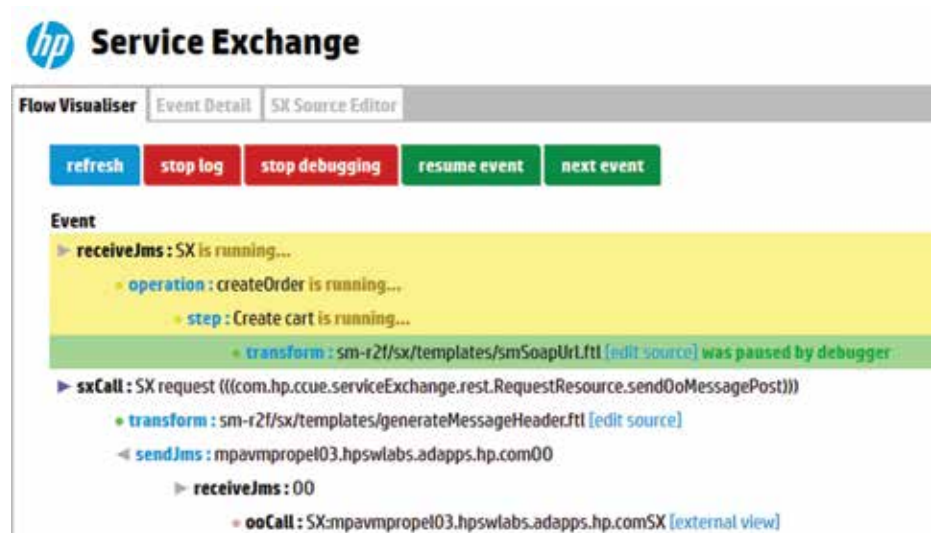 hp Service Exchange
Flow Visualiser Event Detail SX Source Editor
refresh stop log stop debugging resume event next event
Event
receiveJms : SX is running...
operation : createOrder is running...
step : Create cart is running...
transform : sm-r2f/sx/templates/smSoapUrl.ftl [edit source] was paused by debugger
sxCall : SX request (((com.hp.ccue.serviceExchange.rest.RequestResource.sendOoMessagePost)))
transform : sm-r2f/sx/templates/generateMessageHeader.ftl [edit source]
sendJms : mpavmpropel03.hpswlabs.adapps.hp.comOO
receiveJms : OO
ooCall : SX:mpavmpropel03.hpswlabs.adapps.hp.comSX [external view]